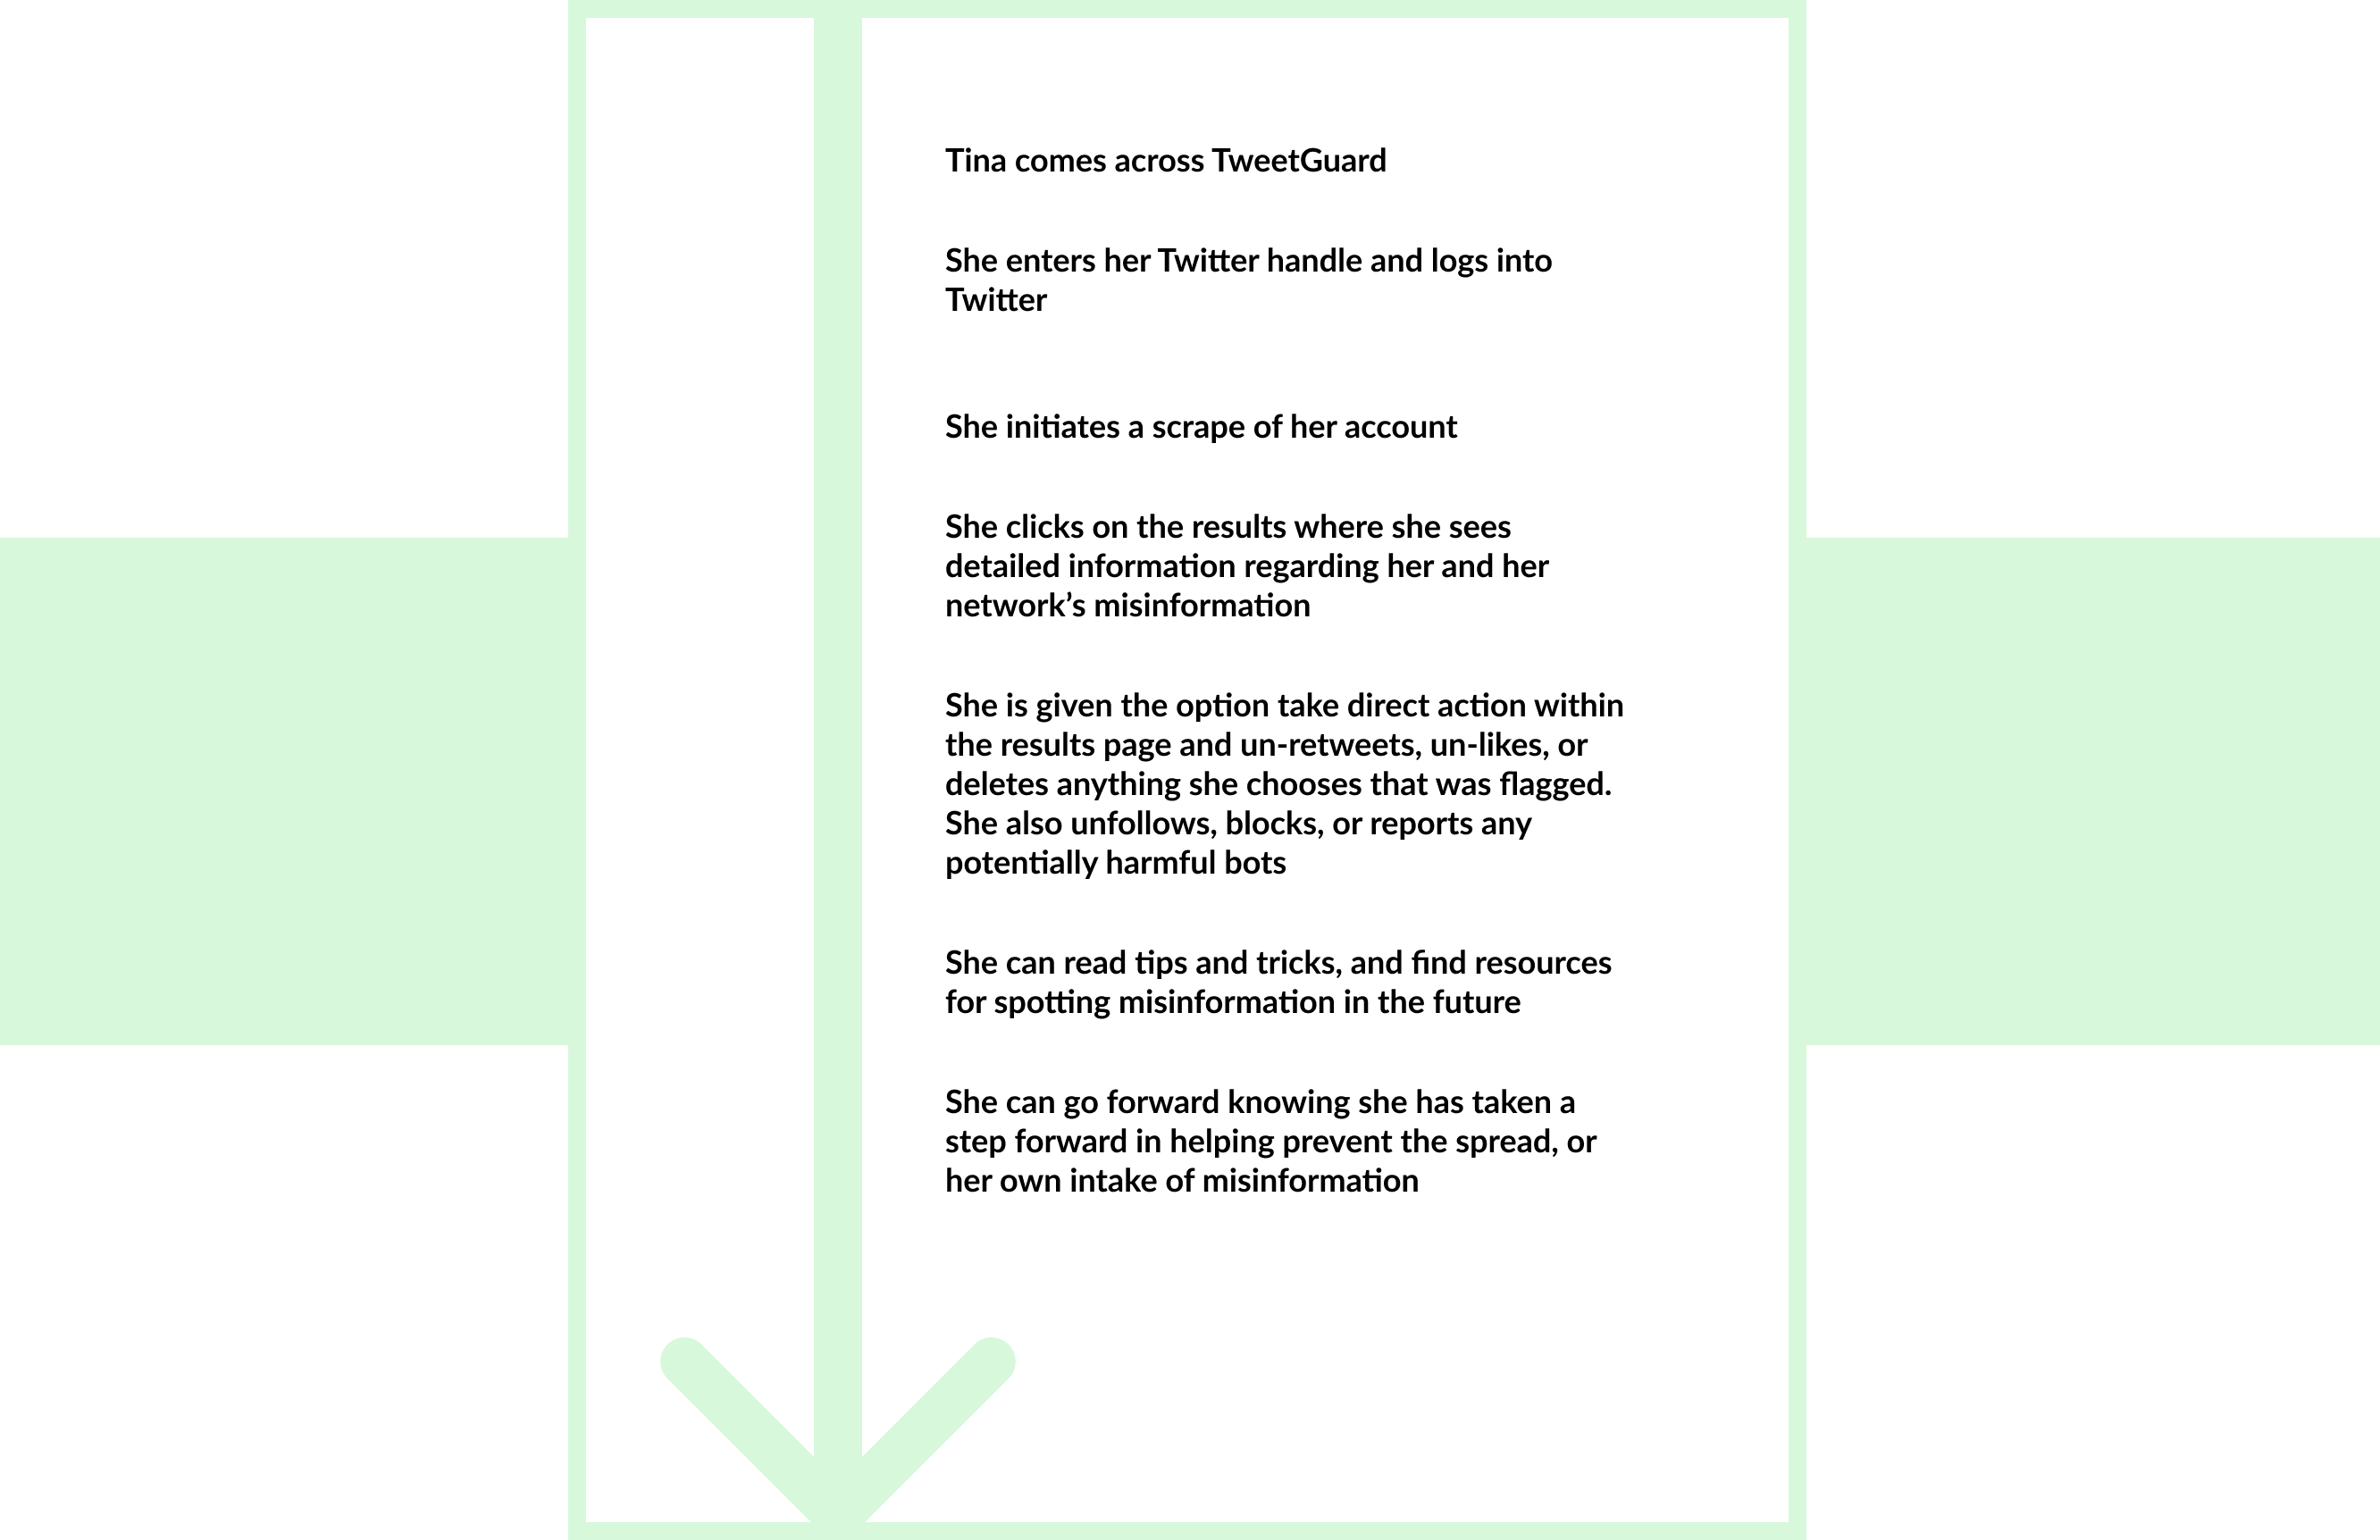 Tina comes across TweetGuard
She enters her Twitter handle and logs into
Twitter
She initiates a scrape of her account
She clicks on the results where she sees
detailed information regarding her and her
network’s misinformation
She is given the option take direct action within
the results page and un-retweets, un-likes, or
deletes anything she chooses that was flagged.
She also unfollows, blocks, or reports any
potentially harmful bots
She can read tips and tricks, and find resources
for spotting misinformation in the future
She can go forward knowing she has taken a
step forward in helping prevent the spread, or
her own intake of misinformation